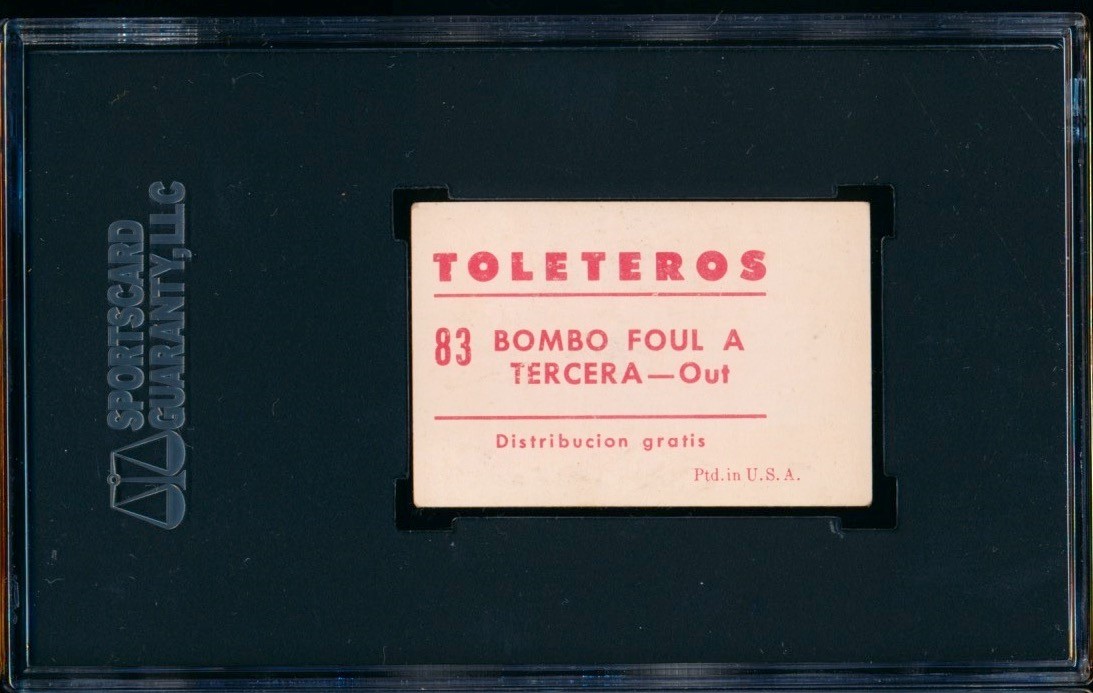 SPORTSCARD
GUARANTY, LLC
TOLETEROS
83 BOMBO FOUL A
TERCERA—Out
Distribucion gratis
Ptd. in U. S. A.